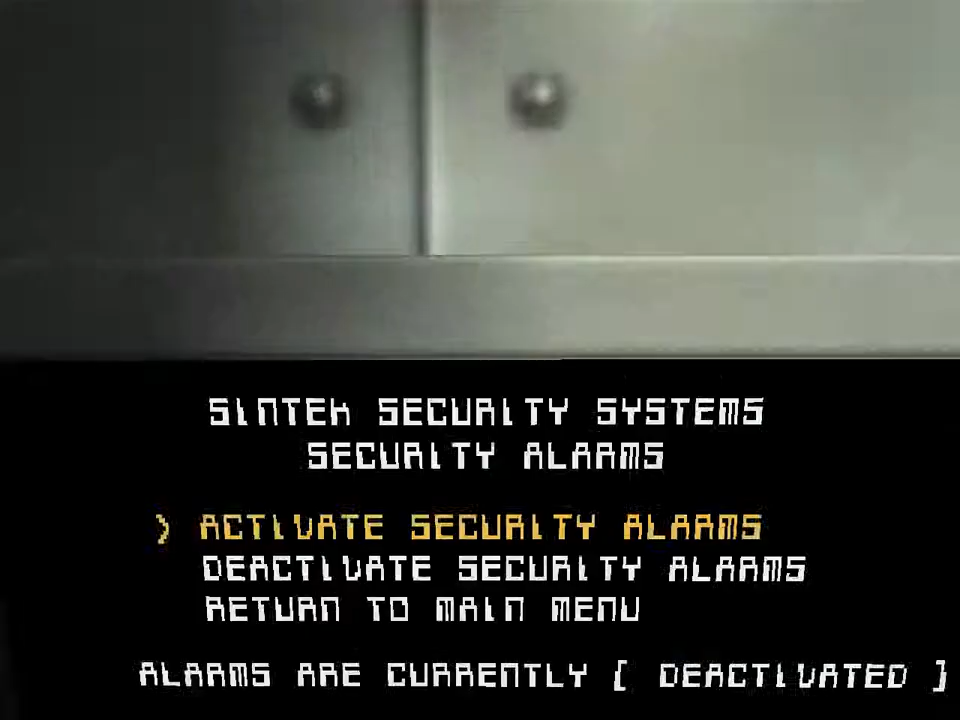 SINTEK SECURITY SYSTEMS
SECURITY ALARMS
> ACTIVATE SECURITY ALARMS
DEACTIVATE SECURITY ALARMS
RETURN TO MAIN MENU
ALARMS ARE CURRENTLY [ DEACTIVATED ]